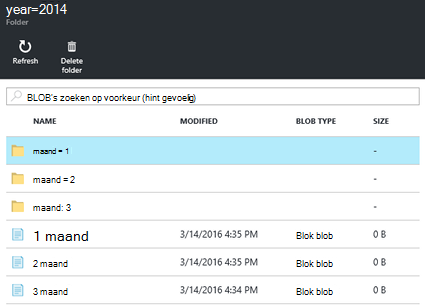 year=2014
Folder
Refresh
Delete
folder
BLOB's zoeken op voorkeur (hint gevoelig)
NAME MODIFIED BLOB TYPE SIZE
maand = 1 -
maand = 2 -
maand: 3 -
1 maand 3/14/2016 4:35 PM Blok blob 0 B
2 maand 3/14/2016 4:35 PM Blok blob 0 B
3 maand 3/14/2016 4:34 PM Blok blob 0 B